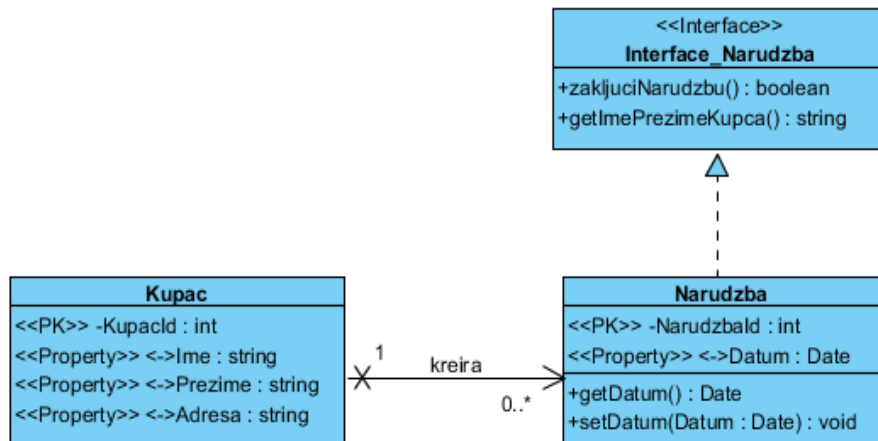 <<Interface>>
Interface_Narudzba
+zakljuciNarudzbu() : boolean
+getImePrezimeKupca() : string
Kupac
<<PK>> -KupacId : int
<<Property>> <->Ime : string
<<Property>> <->Prezime : string
<<Property>> <->Adresa : string
1
kreira
0..*
Narudzba
<<PK>> -NarudzbaId : int
<<Property>> <->Datum : Date
+getDatum() : Date
+setDatum(Datum : Date) : void